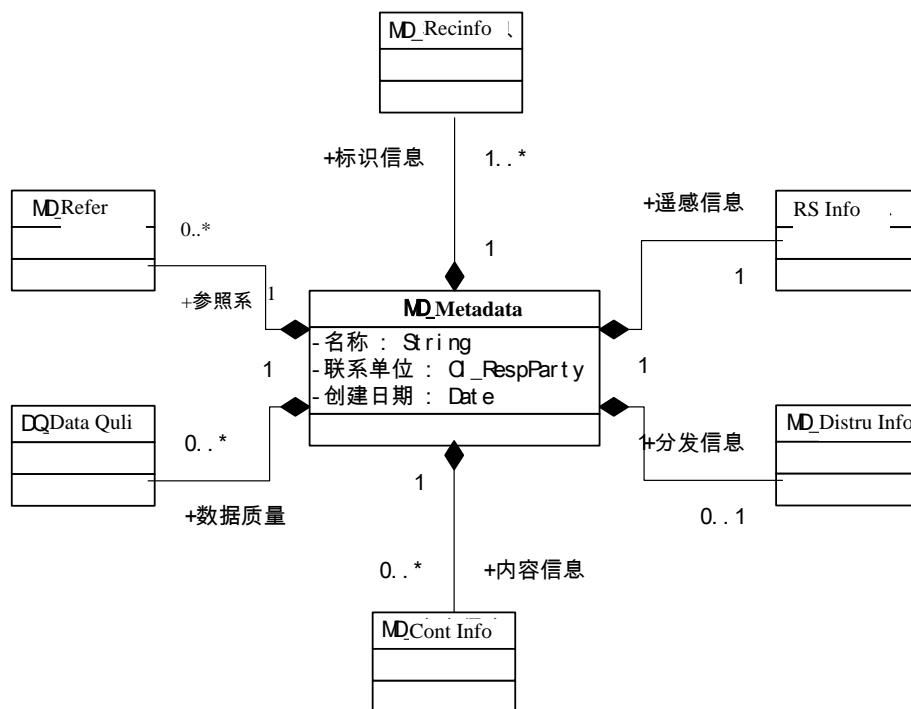 MD_Recinfo
+标识信息
1..*
MD_Refer
0..*
+参照系
1
1
+遥感信息
RS Info
1
MD_Metadata
-名称 : String
-联系单位 : CI_RespParty
-创建日期 : Date
1
1
DQ_Data Quli
0..*
+数据质量
1
+分发信息
MD_Distru Info
0..1
1
0..*
+内容信息
MD_Cont Info